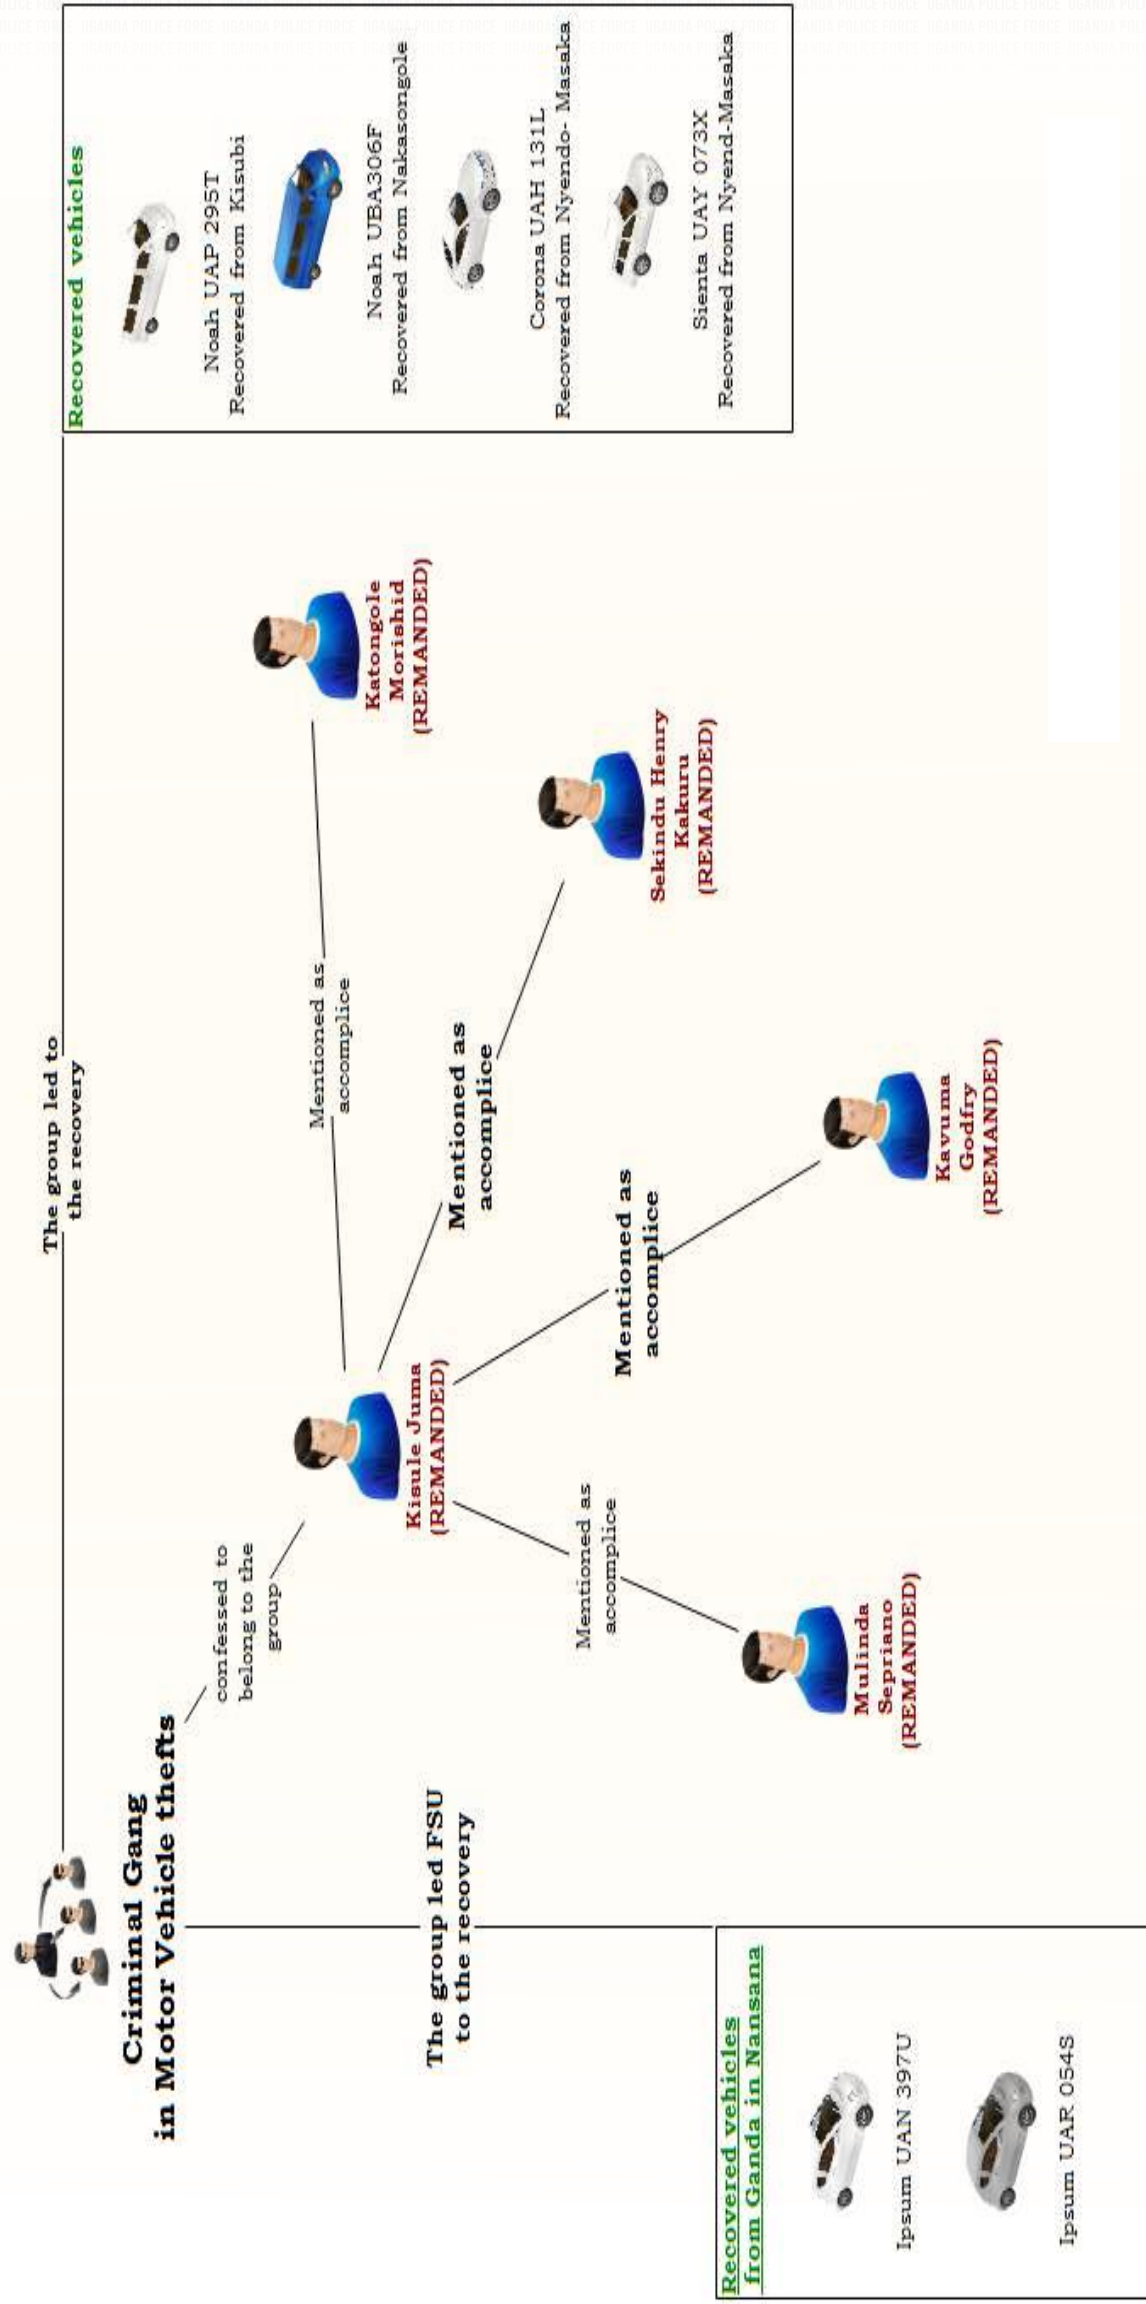 The group led to
the recovery
Criminal Gang
in Motor Vehicle thefts
confessed to
belong to the
group
Kisule Juma
(REMANDED)
Mentioned as
accomplice
Katongole
Morishid
(REMANDED)
Mentioned as
accomplice
Sekindu Henry
Kakuru
(REMANDED)
Mentioned as
accomplice
Kavuma
Godfry
(REMANDED)
Mentioned as
accomplice
Mulinda
Sepriano
(REMANDED)
The group led FSU
to the recovery
Recovered vehicles
from Ganda in Nansana
Ipsum UAN 397U
Ipsum UAR 054S
Recovered vehicles
Noah UAP 295T
Recovered from Kisubi
Noah UBA306F
Recovered from Nakasongole
Corona UAH 131L
Recovered from Nyendo- Masaka
Sienta UAY 073X
Recovered from Nyend-Masaka